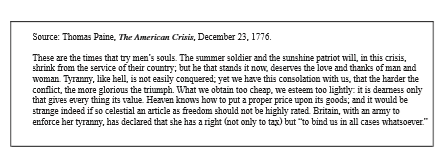 Source: Thomas Paine, The American Crisis, December 23, 1776.
These are the times that try men's souls. The summer soldier and the sunshine patriot will, in this crisis,
shrink from the service of their country; but he that stands it now, deserves the love and thanks of man and
woman. Tyranny, like hell, is not easily conquered; yet we have this consolation with us, that the harder the
conflict, the more glorious the triumph. What we obtain too cheap, we esteem too lightly: it is dearness only
that gives every thing its value. Heaven knows how to put a proper price upon its goods; and it would be
strange indeed if so celestial an article as freedom should not be highly rated. Britain, with an army to
enforce her tyranny, has declared that she has a right (not only to tax) but "to bind us in all cases whatsoever."